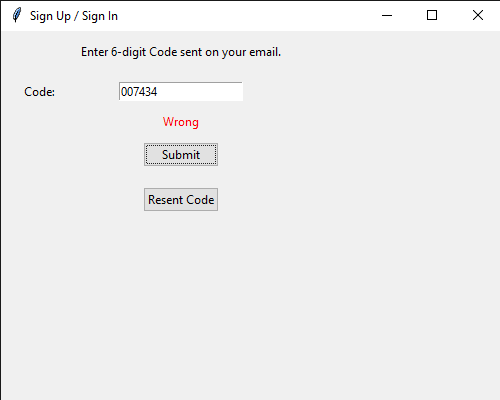 Sign Up / Sign In
Enter 6-digit Code sent on your email.
Code: 007434
Wrong
Submit
Resent Code